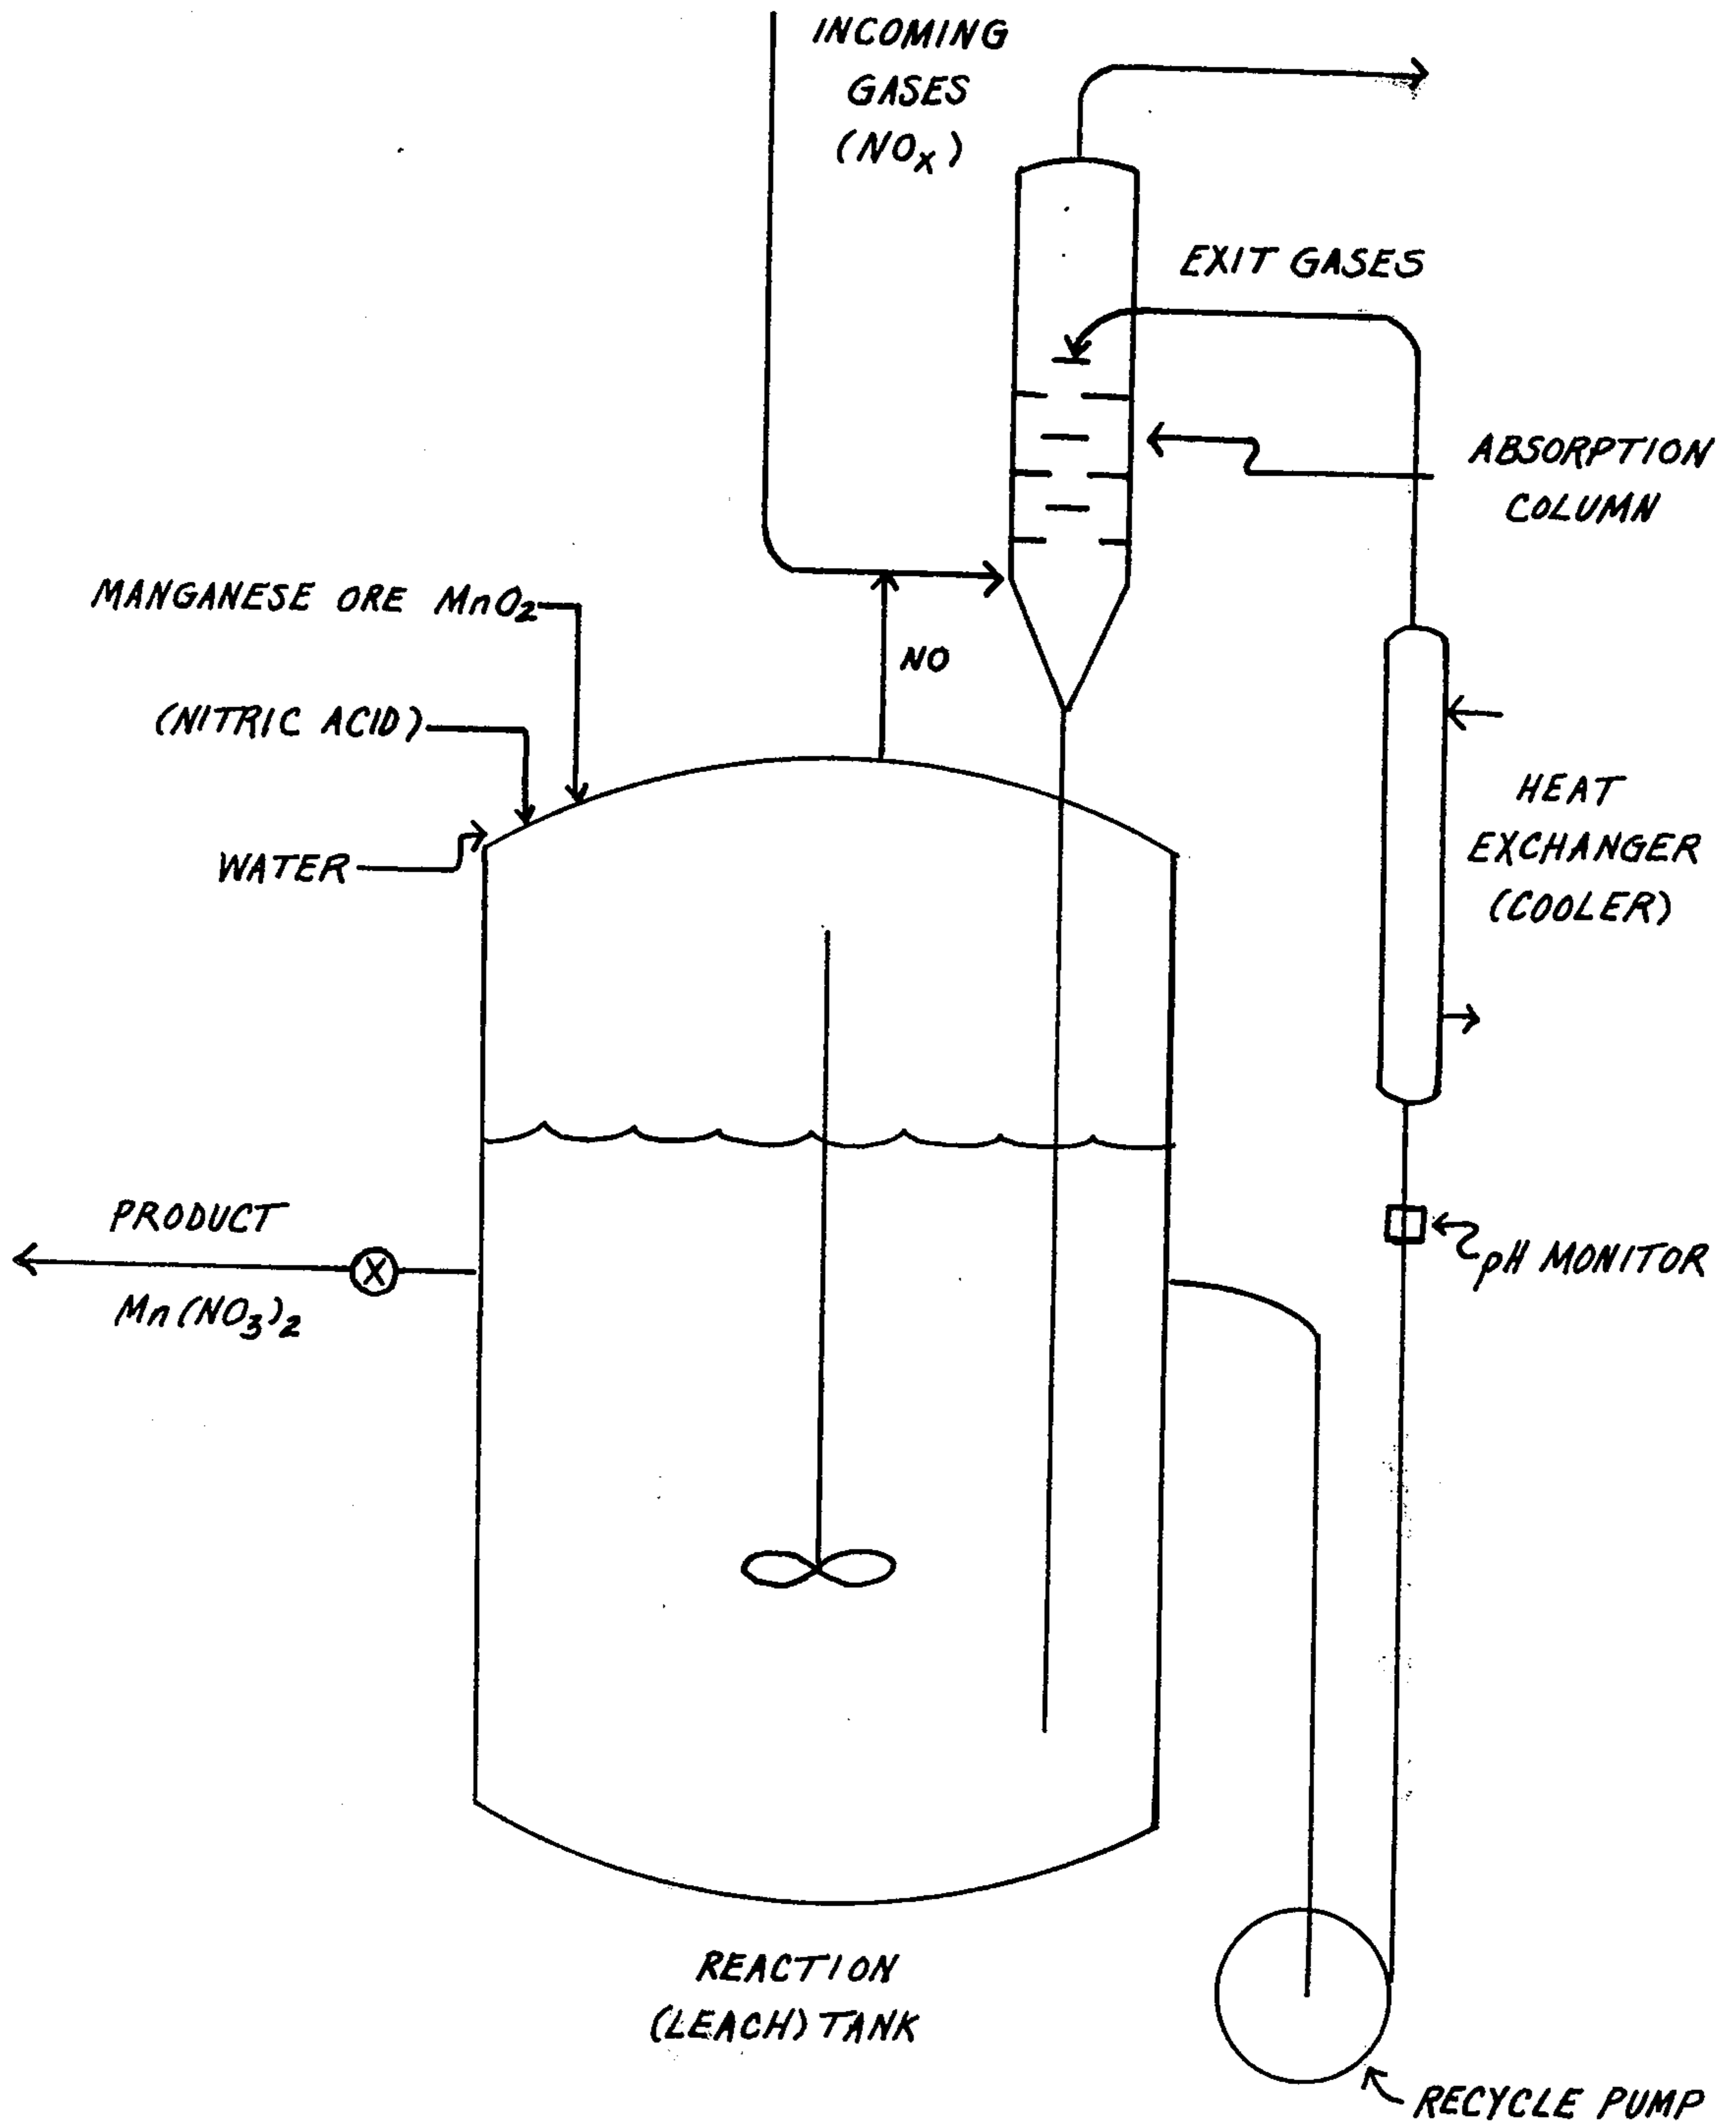 INCOMING
GASES
(NOx)
EXIT GASES
ABSORPTION
COLUMN
MANGANESE ORE MnO2
NO
(NITRIC ACID)
WATER
HEAT
EXCHANGER
(COOLER)
PRODUCT
Mn(NO3)2
pH MONITOR
REACTION
(LEACH) TANK
RECYCLE PUMP